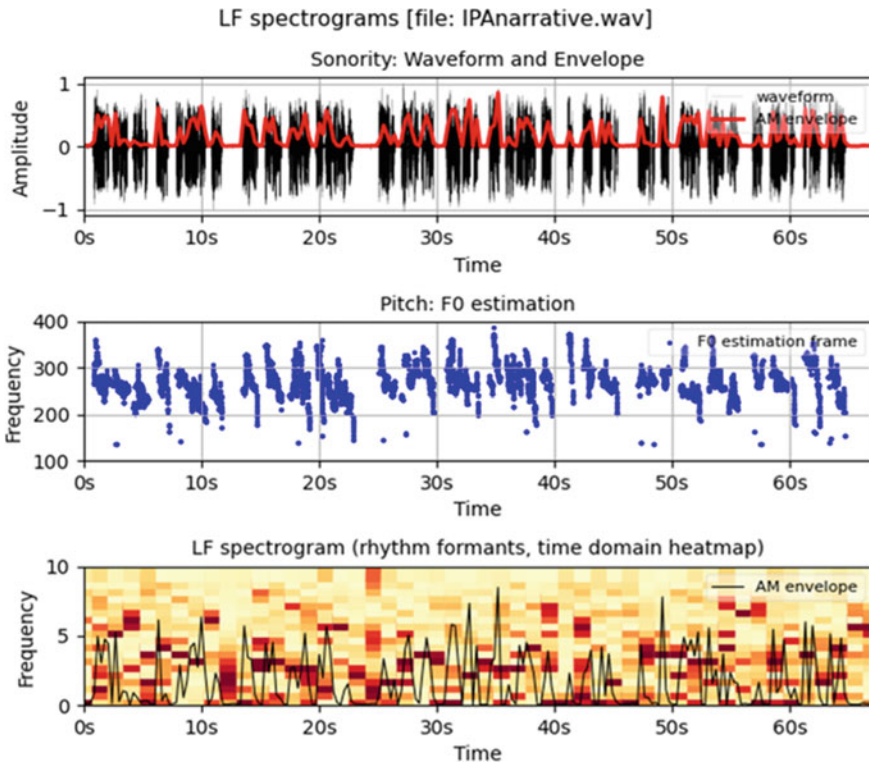 LF spectrograms [file: IPAnarrative.wav]
Sonority: Waveform and Envelope
1
0
−1
Amplitude
waveform
AM envelope
0s 10s 20s 30s 40s 50s 60s
Time
Pitch: F0 estimation
400
300
200
100
Frequency
F0 estimation frame
0s 10s 20s 30s 40s 50s 60s
Time
LF spectrogram (rhythm formants, time domain heatmap)
10
5
0
Frequency
AM envelope
0s 10s 20s 30s 40s 50s 60s
Time